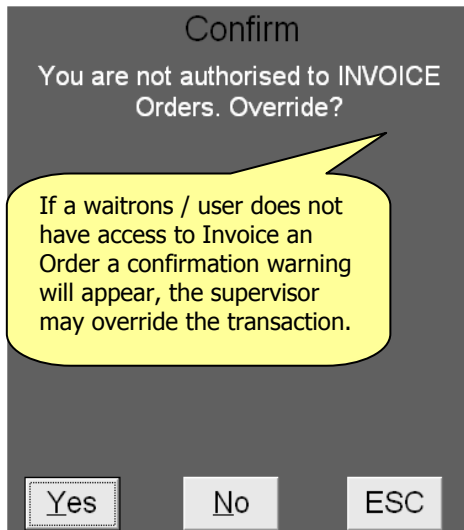 Confirm
You are not authorised to INVOICE
Orders. Override?
If a waitrons / user does not
have access to Invoice an
Order a confirmation warning
will appear, the supervisor
may override the transaction.
Yes No ESC